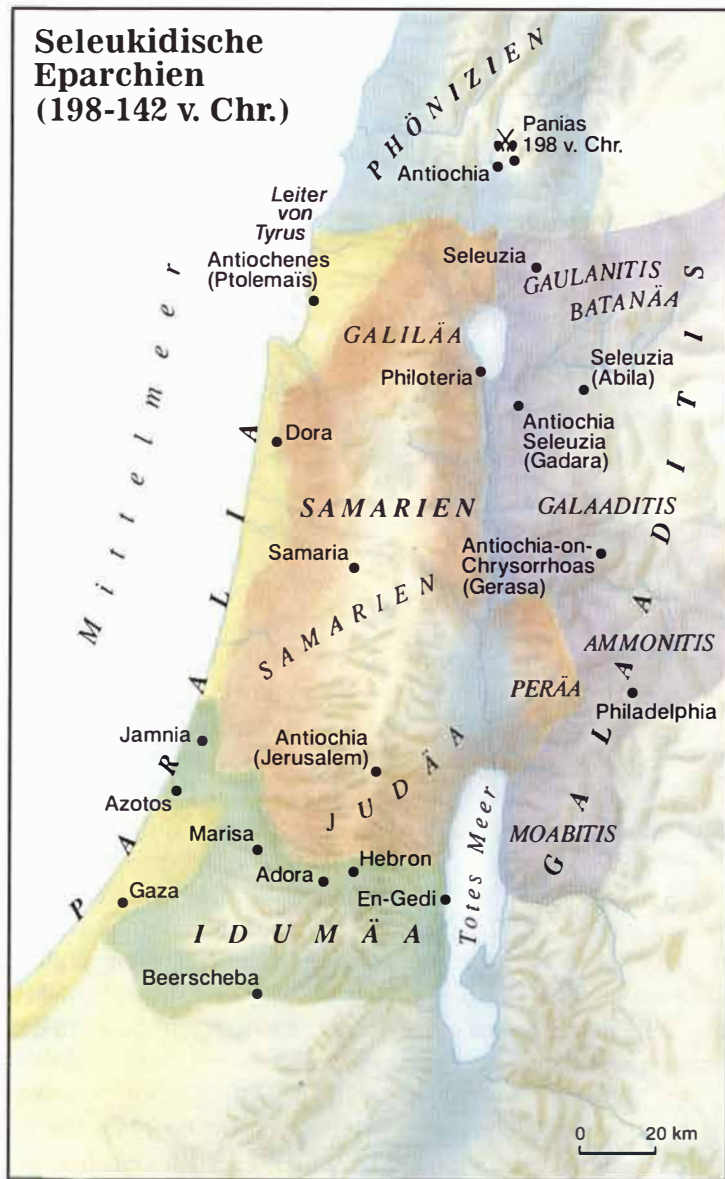 Seleukidische
Eparchien
(198-142 v. Chr.)
PHÖNIZIEN
Panias
198 v. Chr.
Antiochia
Leiter
von
Tyrus
Antiochenes
(Ptolemaïs)
Seleuzia
GAULANITIS
BATANÄA
Mittelmeer
GALILÄA
Philoteria
Seleuzia
(Abila)
Antiochia
Seleuzia
(Gadara)
Dora
SAMARIEN
GALAADITIS
Samaria
Antiochia-on-
Chrysorrhoas
(Gerasa)
SAMARIEN
AMMONITIS
PERÄA
Philadelphia
GALAADITIS
PARALIA
Jamnia
Antiochia
(Jerusalem)
JUDÄA
Azotos
Marisa
MOABITIS
Hebron
Adora
Gaza
En-Gedi
Totes Meer
IDUMÄA
Beerscheba
0 20 km